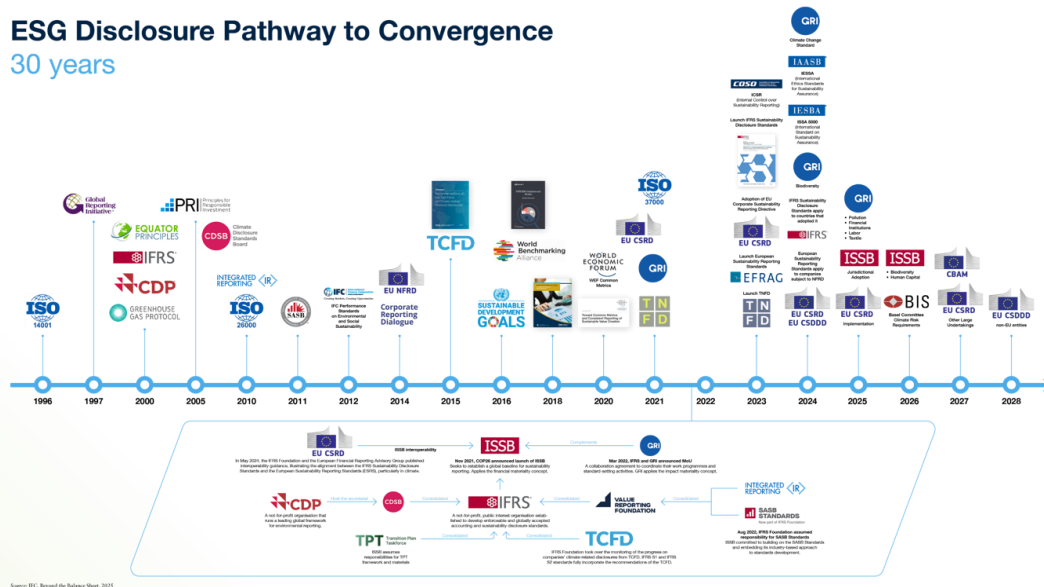 ESG Disclosure Pathway to Convergence
30 years
GRI
Climate Change
Standard
IAASB
IESSA
(International
Ethics Standards
for Sustainability
Assurance)
IESBA
ISSA 5000
(International
Standard on
Sustainability
Assurance)
GRI
Biodiversity
IFRS Sustainability
Disclosure
Standards
apply to
countries that
adopted it
IFRS
European
Sustainability
Reporting
Standards
apply to
companies
subject to NFRD
EU CSRD
EU CSDDD
COSO
ICSR
(Internal Control over
Sustainability Reporting)
Launch IFRS Sustainability
Disclosure Standards
Adoption of EU
Corporate Sustainability
Reporting Directive
EU CSRD
Launch European
Sustainability Reporting
Standards
EFRAG
Launch TNFD
TN
FD
ISO
14001
Global
Reporting
Initiative
EQUATOR
PRINCIPLES
IFRS
CDP
GREENHOUSE
GAS PROTOCOL
PRI Principles for
Responsible
Investment
CDSB Climate
Disclosure
Standards
Board
INTEGRATED
REPORTING <IR>
ISO
26000
SASB
IFC
IFC Performance
Standards
on Environmental
and Social
Sustainability
EU NFRD
Corporate
Reporting
Dialogue
TCFD
SUSTAINABLE
DEVELOPMENT
GOALS
World
Benchmarking
Alliance
WORLD
ECONOMIC
FORUM
WEF Common
Metrics
ISO
37000
EU CSRD
GRI
TN
FD
GRI
• Pollution
• Financial
Institutions
• Labor
• Textile
ISSB
Jurisdictional
Adoption
EU CSRD
Implementation
ISSB
• Biodiversity
• Human Capital
BIS
Basel Committee
Climate Risk
Requirements
CBAM
EU CSRD
Other Large
Undertakings
EU CSDDD
non-EU entities
1996 1997 2000 2005 2010 2011 2012 2014 2015 2016 2018 2020 2021 2022 2023 2024 2025 2026 2027 2028
EU CSRD
ISSB interoperability
In May 2024, the IFRS Foundation and the European Financial Reporting Advisory Group published
interoperability guidance, illustrating the alignment between the IFRS Sustainability Disclosure
Standards and the European Sustainability Reporting Standards (ESRS), particularly in climate.
ISSB
Nov 2021, COP26 announced launch of ISSB
Seeks to establish a global baseline for sustainability
reporting. Applies the financial materiality concept.
Complements
GRI
Mar 2022, IFRS and GRI announced MoU
A collaboration agreement to coordinate their work programmes and
standard-setting activities. GRI applies the impact materiality concept.
CDP
A not-for-profit organisation that
runs a leading global framework
for environmental reporting.
CDSB
Consolidated
IFRS
A not-for-profit, public interest organisation estab-
lished to develop enforceable and globally accepted
accounting and sustainability disclosure standards.
Consolidated
VALUE
REPORTING
FOUNDATION
Consolidated
INTEGRATED
REPORTING <IR>
SASB
STANDARDS
Now part of IFRS Foundation
Aug 2022, IFRS Foundation assumed
responsibility for SASB Standards
ISSB committed to building on the SASB Standards
and embedding its industry-based approach
to standards development.
TPT Transition Plan
Taskforce
Consolidated
ISSB assumes
responsibilities for TPT
framework and materials
Consolidated
TCFD
IFRS Foundation took over the monitoring of the progress on
companies' climate-related disclosures from TCFD. IFRS S1 and IFRS
S2 standards fully incorporate the recommendations of the TCFD.
Source: IFC, Beyond the Balance Sheet, 2025